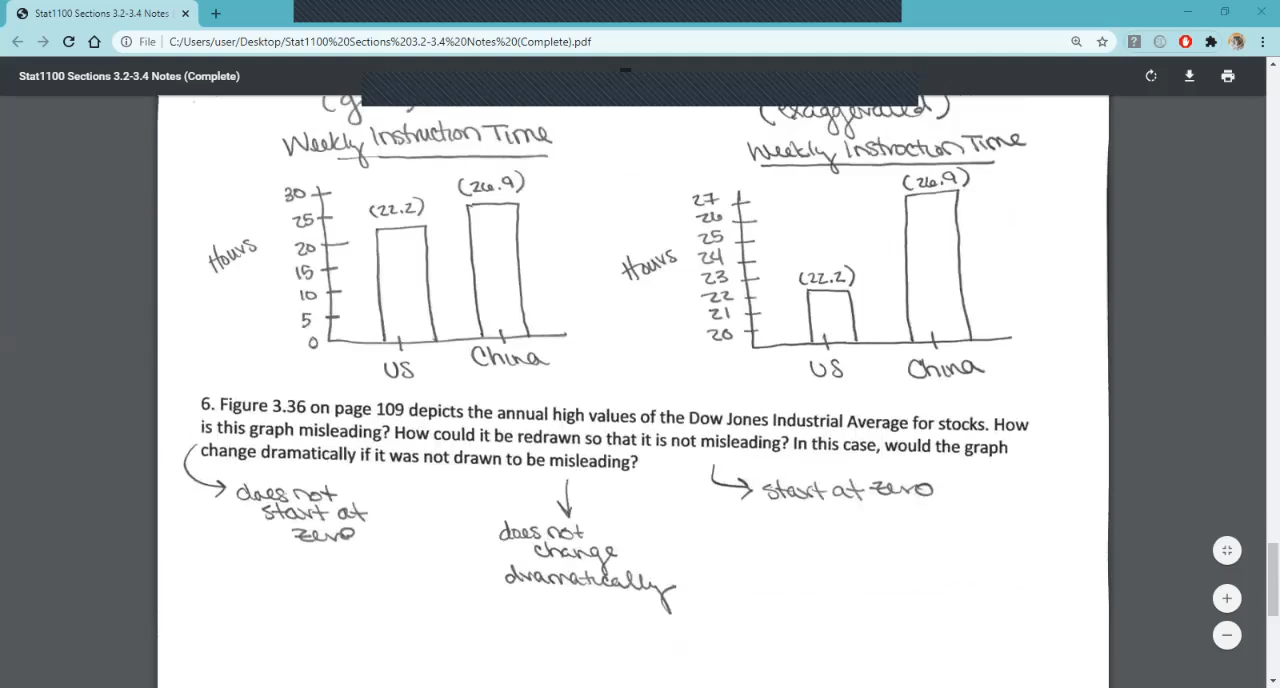 Stat1100 Sections 3.2-3.4 Notes
File C:/Users/user/Desktop/Stat1100%20Sections%203.2-3.4%20Notes%20(Complete).pdf
Stat1100 Sections 3.2-3.4 Notes (Complete)
(exaggerated)
Weekly Instruction Time
Weekly Instruction Time
(26.9)
(26.9)
30
27
(22.2)
25
26
Hours
20
25
Hours
24
15
23
(22.2)
10
22
5
21
0
20
US
China
US
China
6. Figure 3.36 on page 109 depicts the annual high values of the Dow Jones Industrial Average for stocks. How
is this graph misleading? How could it be redrawn so that it is not misleading? In this case, would the graph
change dramatically if it was not drawn to be misleading?
does not
start at
zero
start at zero
does not
change
dramatically